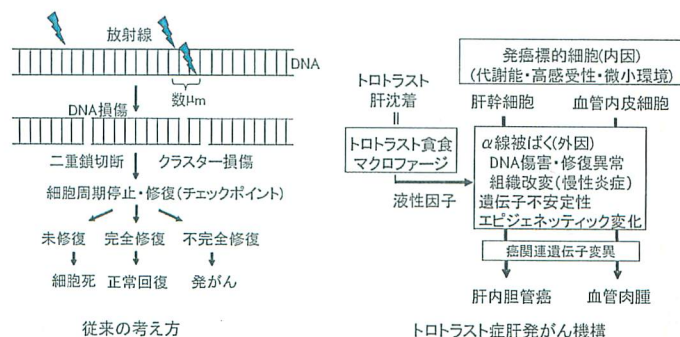 放射線
DNA
数μm
DNA損傷
二重鎖切断 クラスター損傷
細胞周期停止・修復(チェックポイント)
未修復 完全修復 不完全修復
細胞死 正常回復 発がん
従来の考え方
発癌標的細胞(内因)
(代謝能・高感受性・微小環境)
トロトラスト
肝沈着
肝幹細胞 血管内皮細胞
トロトラスト貪食
マクロファージ
液性因子
α線被ばく(外因)
DNA傷害・修復異常
組織改変(慢性炎症)
遺伝子不安定性
エピジェネッティック変化
癌関連遺伝子変異
肝内胆管癌 血管肉腫
トロトラスト症肝発がん機構